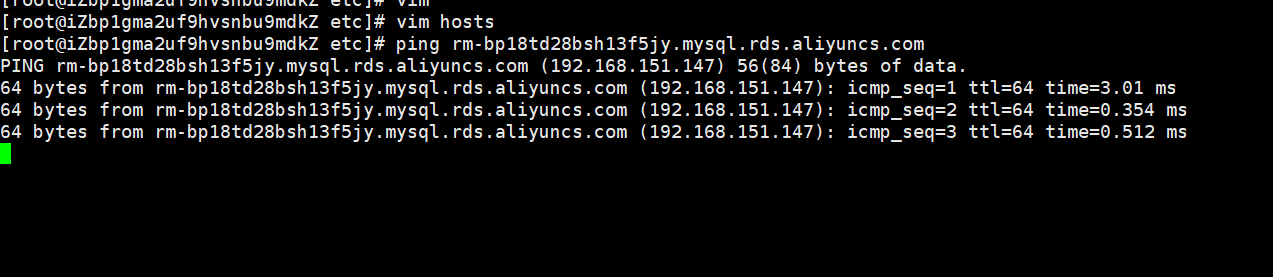 [root@iZbp1gma2uf9hvsnbu9mdkZ etc]# vim
[root@iZbp1gma2uf9hvsnbu9mdkZ etc]# vim hosts
[root@iZbp1gma2uf9hvsnbu9mdkZ etc]# ping rm-bp18td28bsh13f5jy.mysql.rds.aliyuncs.com
PING rm-bp18td28bsh13f5jy.mysql.rds.aliyuncs.com (192.168.151.147) 56(84) bytes of data.
64 bytes from rm-bp18td28bsh13f5jy.mysql.rds.aliyuncs.com (192.168.151.147): icmp_seq=1 ttl=64 time=3.01 ms
64 bytes from rm-bp18td28bsh13f5jy.mysql.rds.aliyuncs.com (192.168.151.147): icmp_seq=2 ttl=64 time=0.354 ms
64 bytes from rm-bp18td28bsh13f5jy.mysql.rds.aliyuncs.com (192.168.151.147): icmp_seq=3 ttl=64 time=0.512 ms